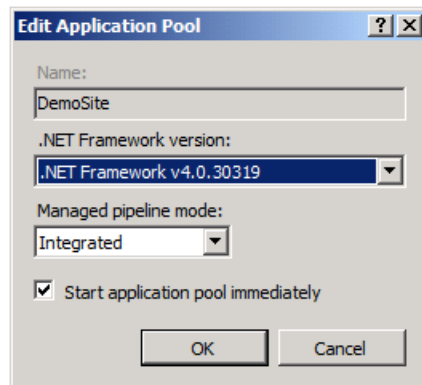 Edit Application Pool
Name:
DemoSite
.NET Framework version:
.NET Framework v4.0.30319
Managed pipeline mode:
Integrated
Start application pool immediately
OK Cancel